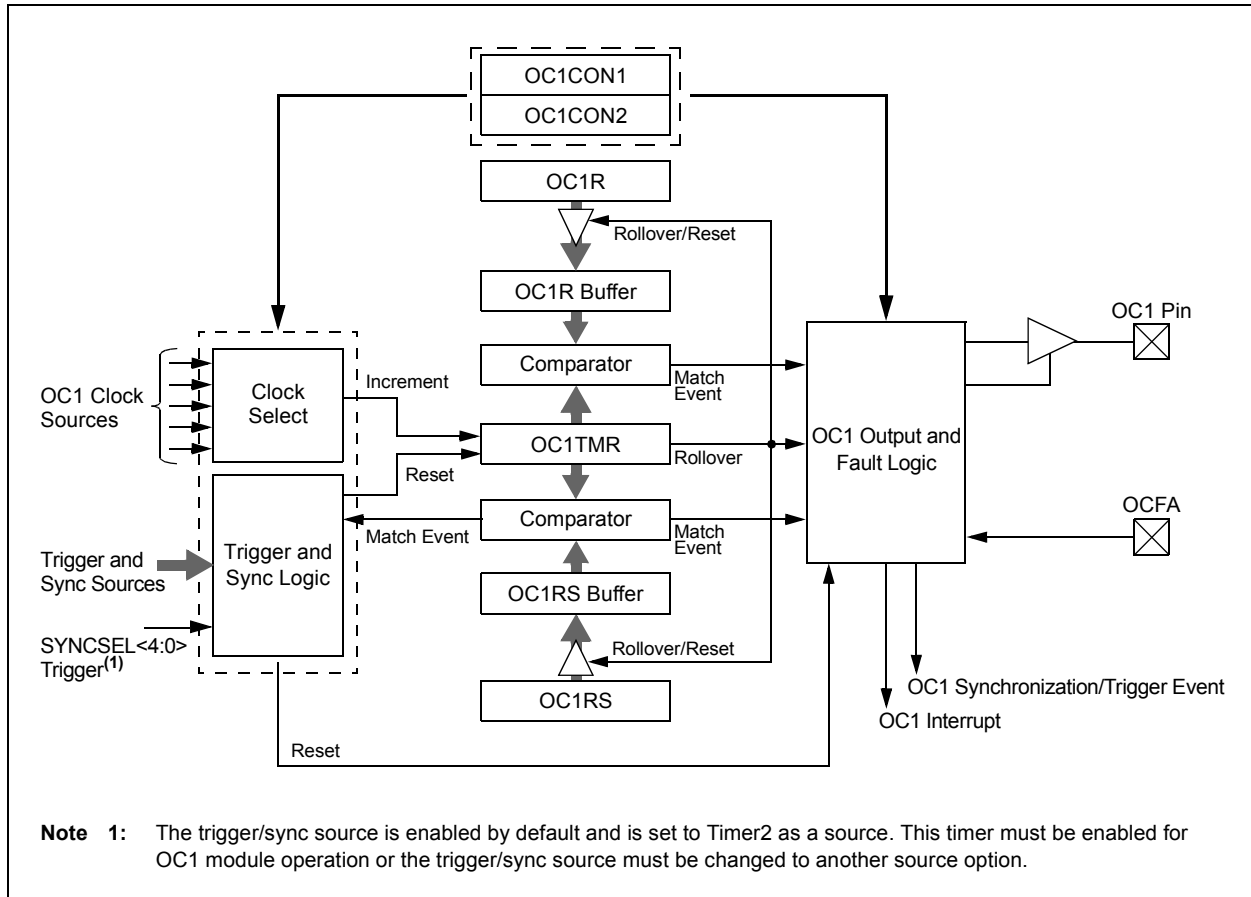 OC1CON1
OC1CON2
OC1R
Rollover/Reset
OC1R Buffer
OC1 Pin
Comparator
Match
Event
Increment
OC1 Clock
Sources
Clock
Select
OC1TMR
Rollover
OC1 Output and
Fault Logic
Reset
Comparator
Match Event
Match
Event
OCFA
Trigger and
Sync Sources
Trigger and
Sync Logic
OC1RS Buffer
SYNCSEL<4:0>
Trigger(1)
Rollover/Reset
OC1RS
OC1 Synchronization/Trigger Event
OC1 Interrupt
Reset
Note 1: The trigger/sync source is enabled by default and is set to Timer2 as a source. This timer must be enabled for
OC1 module operation or the trigger/sync source must be changed to another source option.